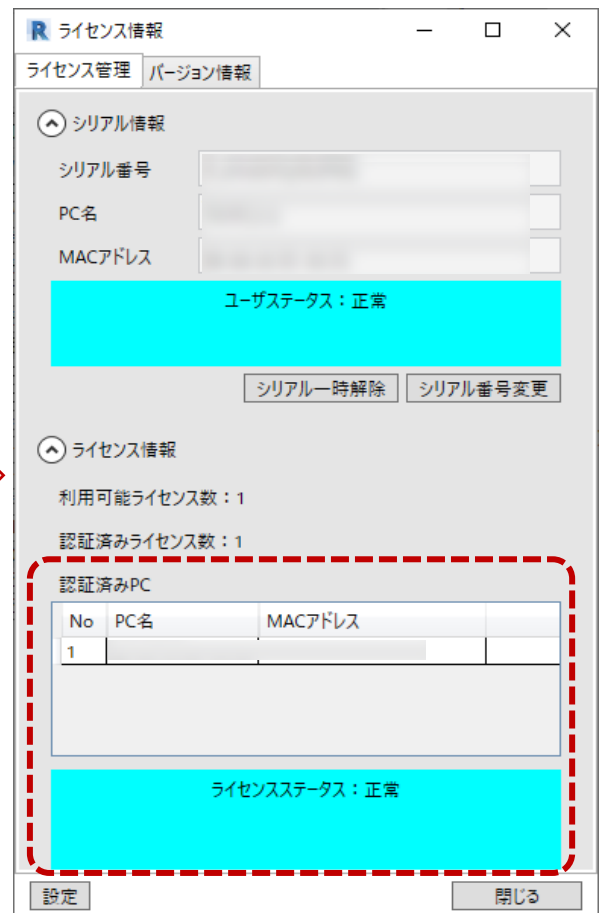 R ライセンス情報
ライセンス管理 バージョン情報
シリアル情報
シリアル番号
PC名
MACアドレス
ユーザステータス：正常
シリアル一時解除 シリアル番号変更
ライセンス情報
利用可能ライセンス数：1
認証済みライセンス数：1
認証済みPC
No PC名 MACアドレス
1
ライセンスステータス：正常
設定 閉じる